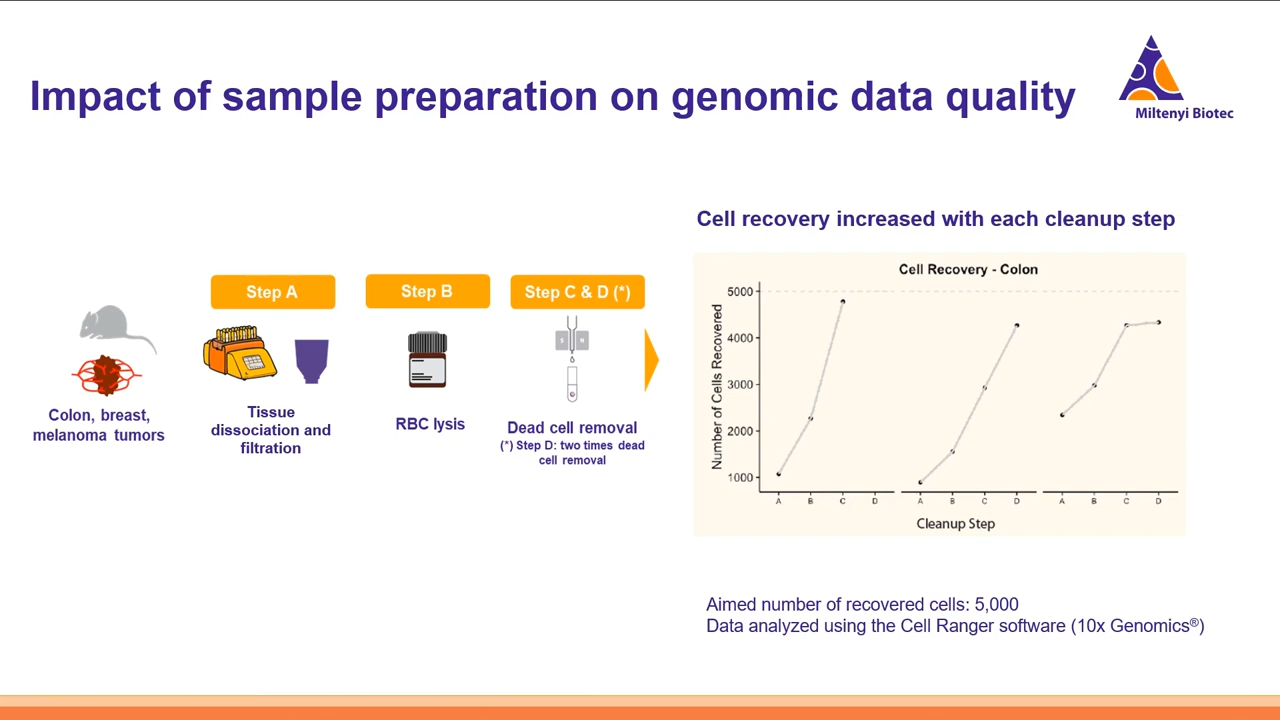 Impact of sample preparation on genomic data quality
Miltenyi Biotec
Colon, breast,
melanoma tumors
Step A
Tissue
dissociation and
filtration
Step B
RBC lysis
Step C & D (*)
S N
Dead cell removal
(*) Step D: two times dead
cell removal
Cell recovery increased with each cleanup step
Cell Recovery - Colon
Number of Cells Recovered
5000
4000
3000
2000
1000
A B C D A B C D A B C D
Cleanup Step
Aimed number of recovered cells: 5,000
Data analyzed using the Cell Ranger software (10x Genomics®)